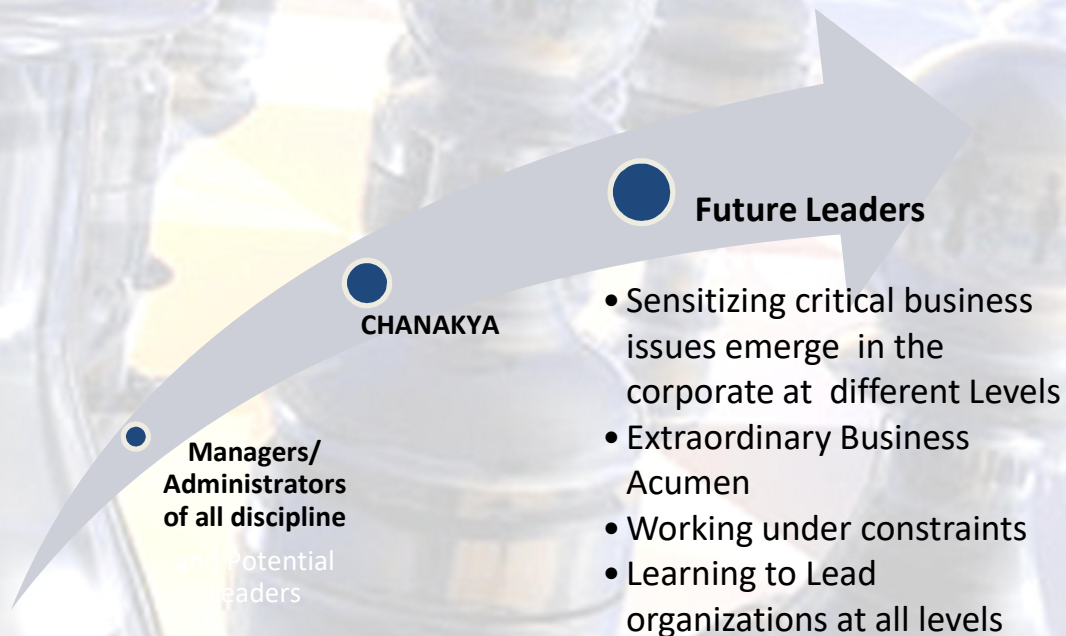 Future Leaders
• Sensitizing critical business
issues emerge in the
corporate at different Levels
• Extraordinary Business
Acumen
• Working under constraints
• Learning to Lead
organizations at all levels
CHANAKYA
Managers/
Administrators
of all discipline
and Potential
Leaders